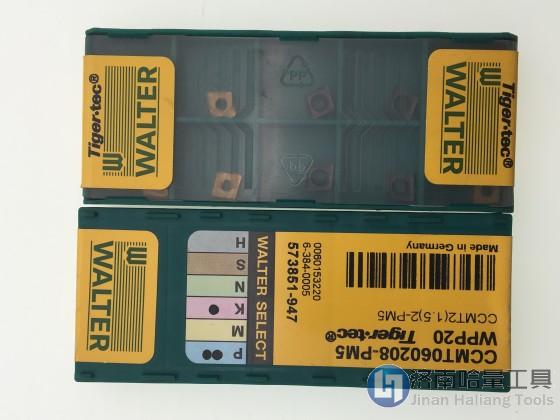 Tiger·tec®
WALTER
Tiger·tec®
WALTER
WALTER
H
S
N
K
M
P
WALTER SELECT
573851-947
6-384-0005
0060153220
Made in Germany
CCMT2(1.5)2-PM5
WPP20 Tiger·tec®
CCMT060208-PM5
济南哈量工具
Jinan Haliang Tools